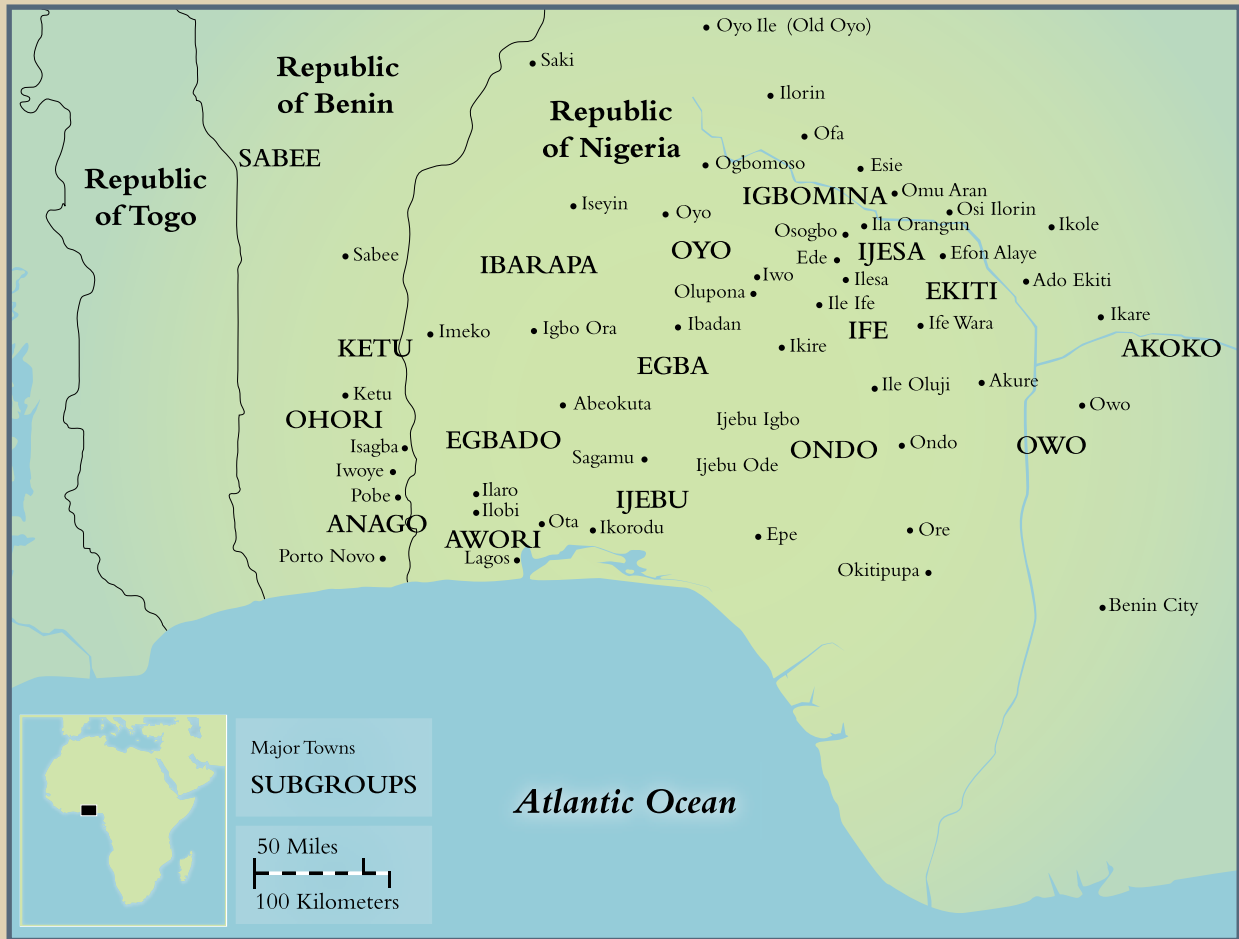 Oyo Ile (Old Oyo)
Saki
Republic
of Benin
Ilorin
Republic
of Nigeria
Ofa
SABEE
Ogbomoso
Esie
Republic
of Togo
IGBOMINA
Omu Aran
Iseyin
Oyo
Osi Ilorin
Osogbo
Ila Orangun
Ikole
Sabee
IBARAPA
OYO
Ede
IJESA
Efon Alaye
Iwo
Ilesa
Ado Ekiti
Olupona
EKITI
Ile Ife
Imeko
Igbo Ora
Ibadan
IFE
Ife Wara
Ikare
KETU
Ikire
AKOKO
EGBA
Ketu
Ile Oluji
Akure
OHORI
Abeokuta
Ijebu Igbo
Owo
Isagba
EGBADO
ONDO
Ondo
OWO
Iwoye
Sagamu
Ijebu Ode
Pobe
Ilaro
IJEBU
Ilobi
ANAGO
Ota
Ikorodu
AWORI
Epe
Ore
Porto Novo
Lagos
Okitipupa
Benin City
Major Towns
SUBGROUPS
Atlantic Ocean
50 Miles
100 Kilometers